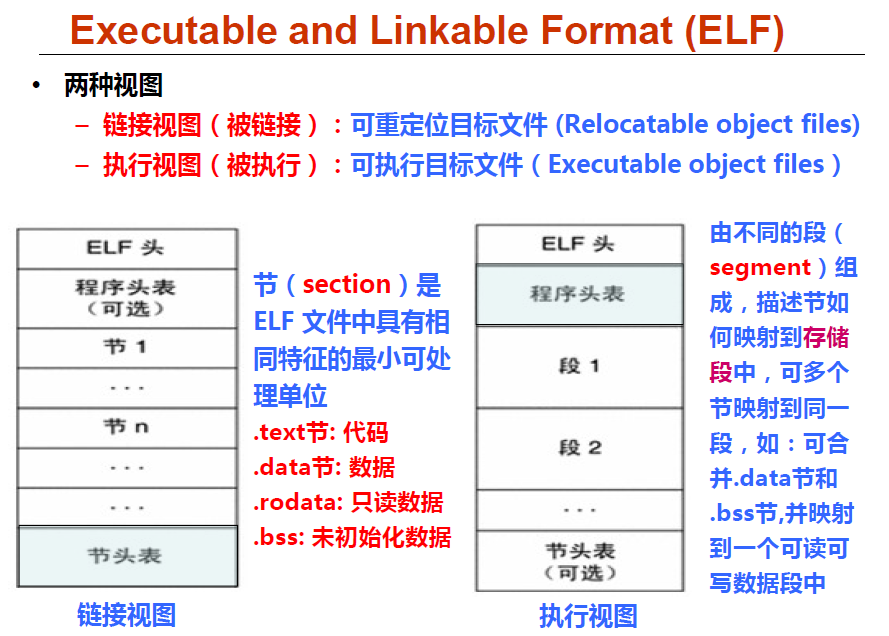 Executable and Linkable Format (ELF)
• 两种视图
– 链接视图（被链接）：可重定位目标文件 (Relocatable object files)
– 执行视图（被执行）：可执行目标文件（Executable object files）
ELF 头
程序头表
（可选）
节 1
···
节 n
···
···
节头表
链接视图
节（section）是
ELF 文件中具有相
同特征的最小可处
理单位
.text节: 代码
.data节: 数据
.rodata: 只读数据
.bss: 未初始化数据
ELF 头
程序头表
段 1
段 2
···
节头表
（可选）
执行视图
由不同的段（
segment）组
成，描述节如
何映射到存储
段中，可多个
节映射到同一
段，如：可合
并.data节和
.bss节,并映射
到一个可读可
写数据段中